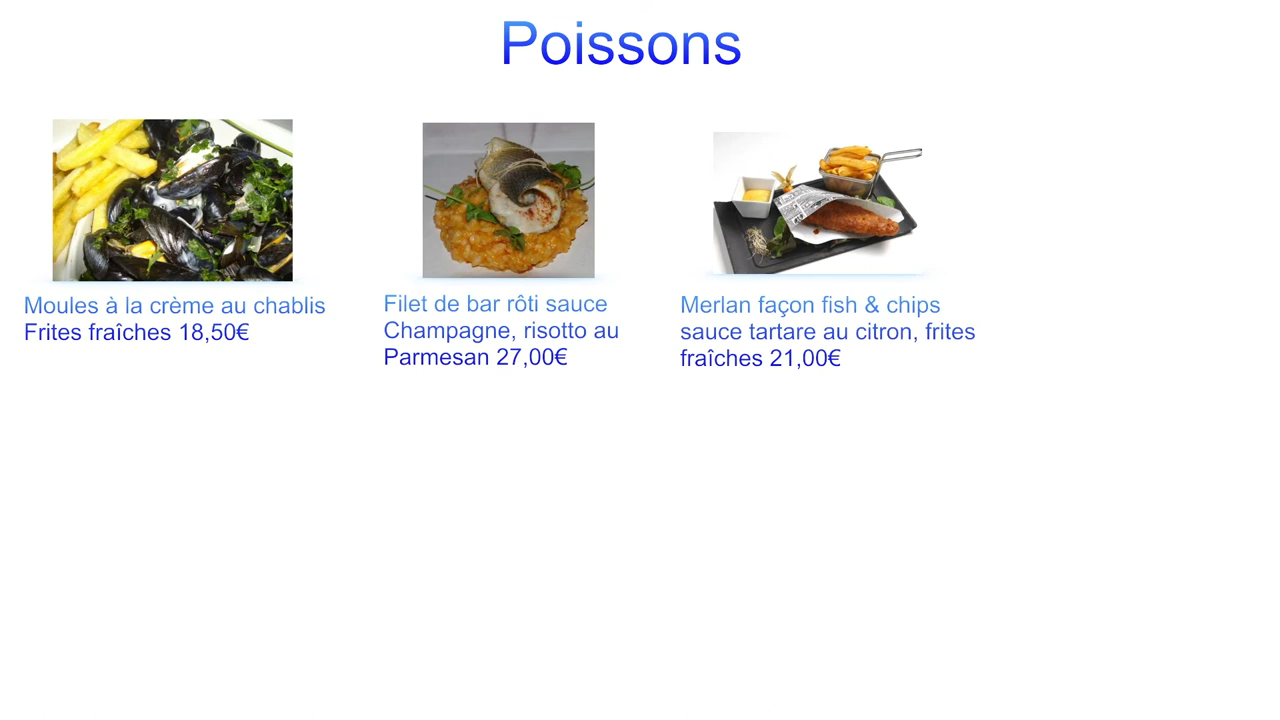 Poissons
Moules à la crème au chablis
Frites fraîches 18,50€
Filet de bar rôti sauce
Champagne, risotto au
Parmesan 27,00€
Merlan façon fish & chips
sauce tartare au citron, frites
fraîches 21,00€